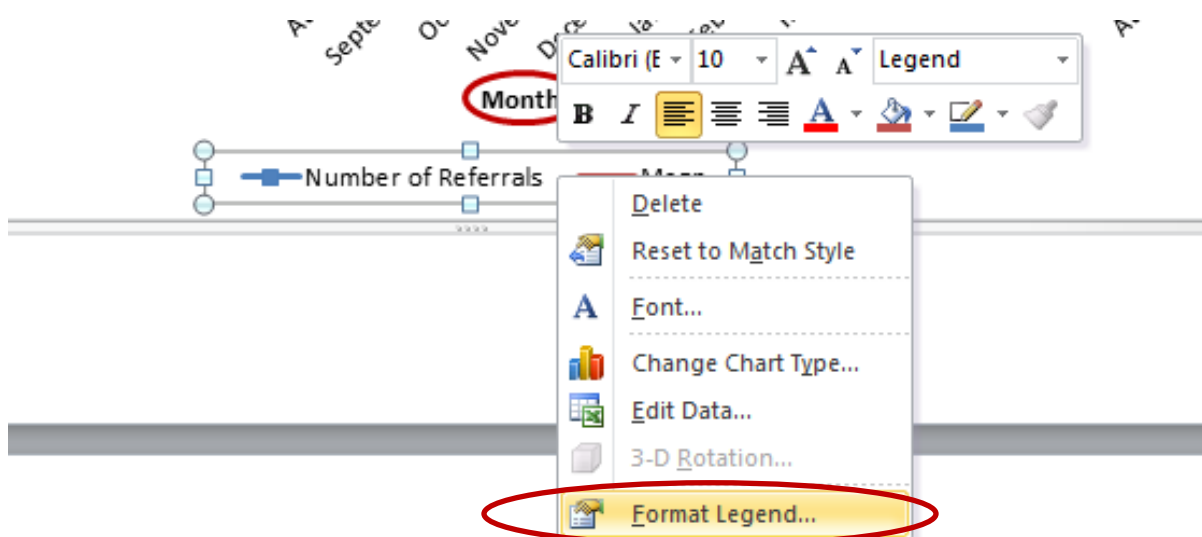 Calibri (E 10 A A Legend
Month
B I A
Number of Referrals
Delete
Reset to Match Style
A Font...
Change Chart Type...
Edit Data...
3-D Rotation...
Format Legend...